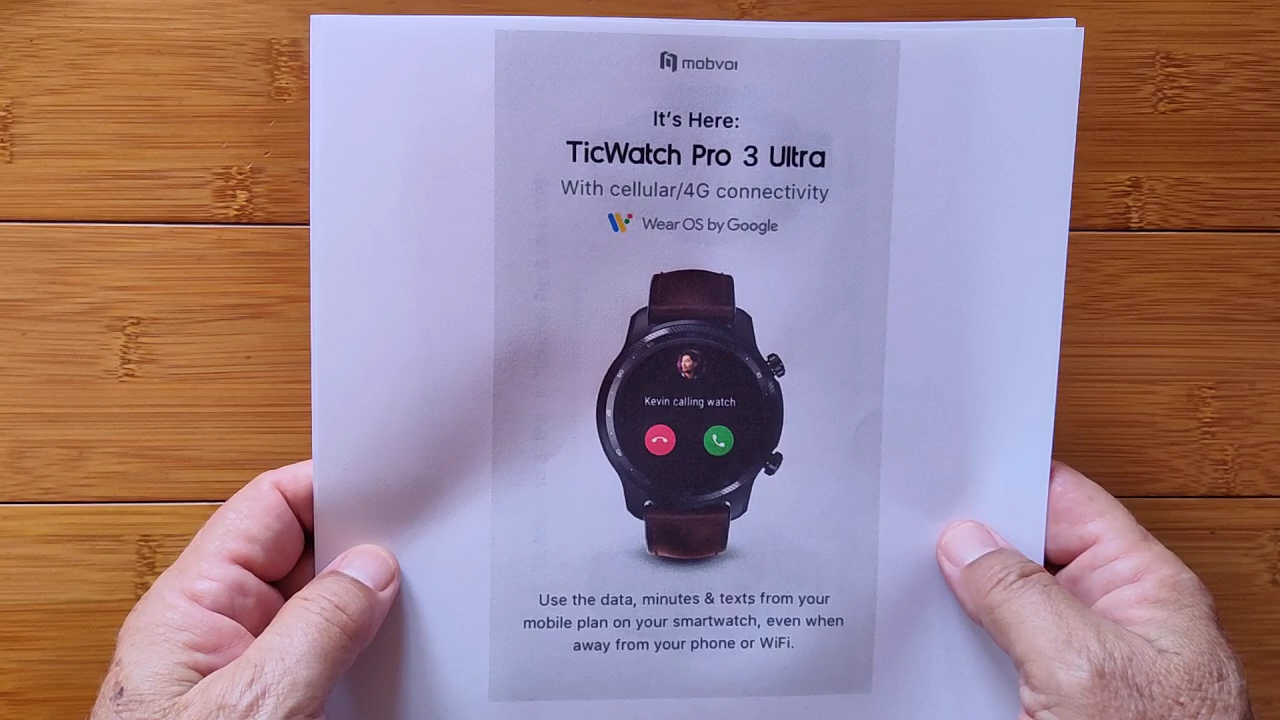 mobvoi
It's Here:
TicWatch Pro 3 Ultra
With cellular/4G connectivity
Wear OS by Google
Kevin calling watch
Use the data, minutes & texts from your
mobile plan on your smartwatch, even when
away from your phone or WiFi.